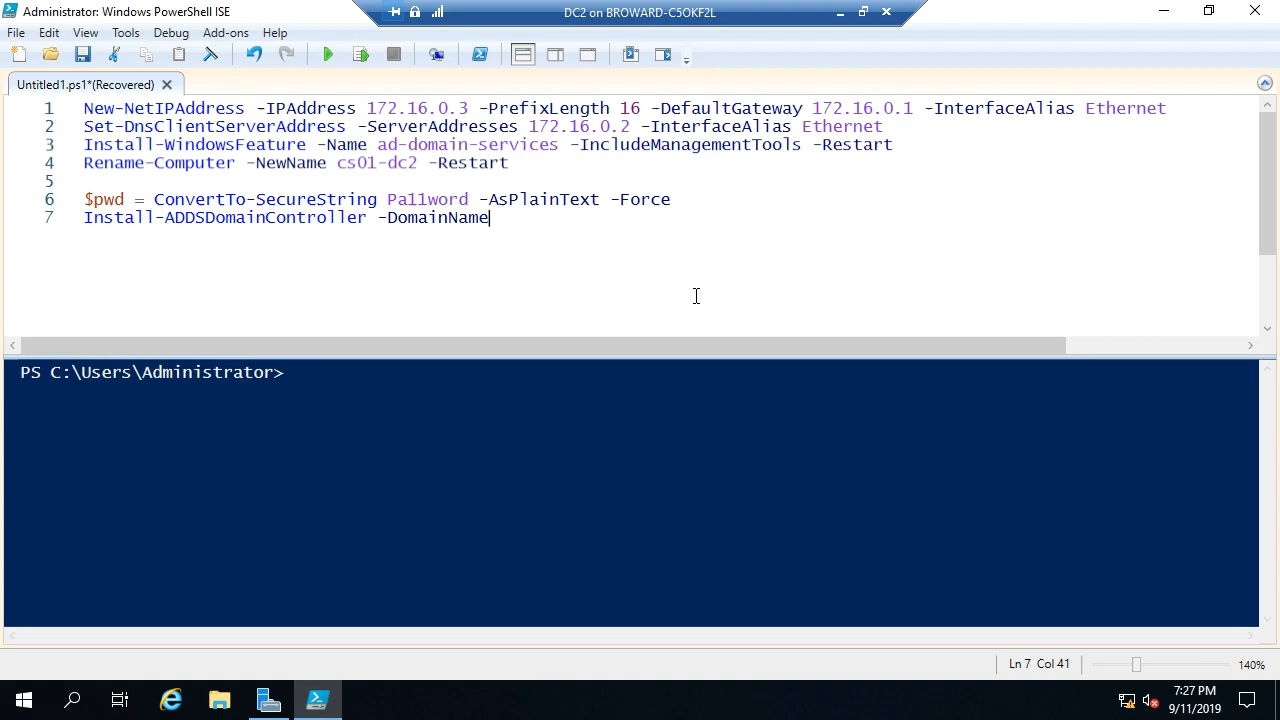 Administrator: Windows PowerShell ISE
DC2 on BROWARD-C5OKF2L
File Edit View Tools Debug Add-ons Help
Untitled1.ps1*(Recovered)
1 New-NetIPAddress -IPAddress 172.16.0.3 -PrefixLength 16 -DefaultGateway 172.16.0.1 -InterfaceAlias Ethernet
2 Set-DnsClientServerAddress -ServerAddresses 172.16.0.2 -InterfaceAlias Ethernet
3 Install-WindowsFeature -Name ad-domain-services -IncludeManagementTools -Restart
4 Rename-Computer -NewName cs01-dc2 -Restart
5
6 $pwd = ConvertTo-SecureString Pa11word -AsPlainText -Force
7 Install-ADDSDomainController -DomainName
PS C:\Users\Administrator>
Ln 7 Col 41
140%
7:27 PM
9/11/2019